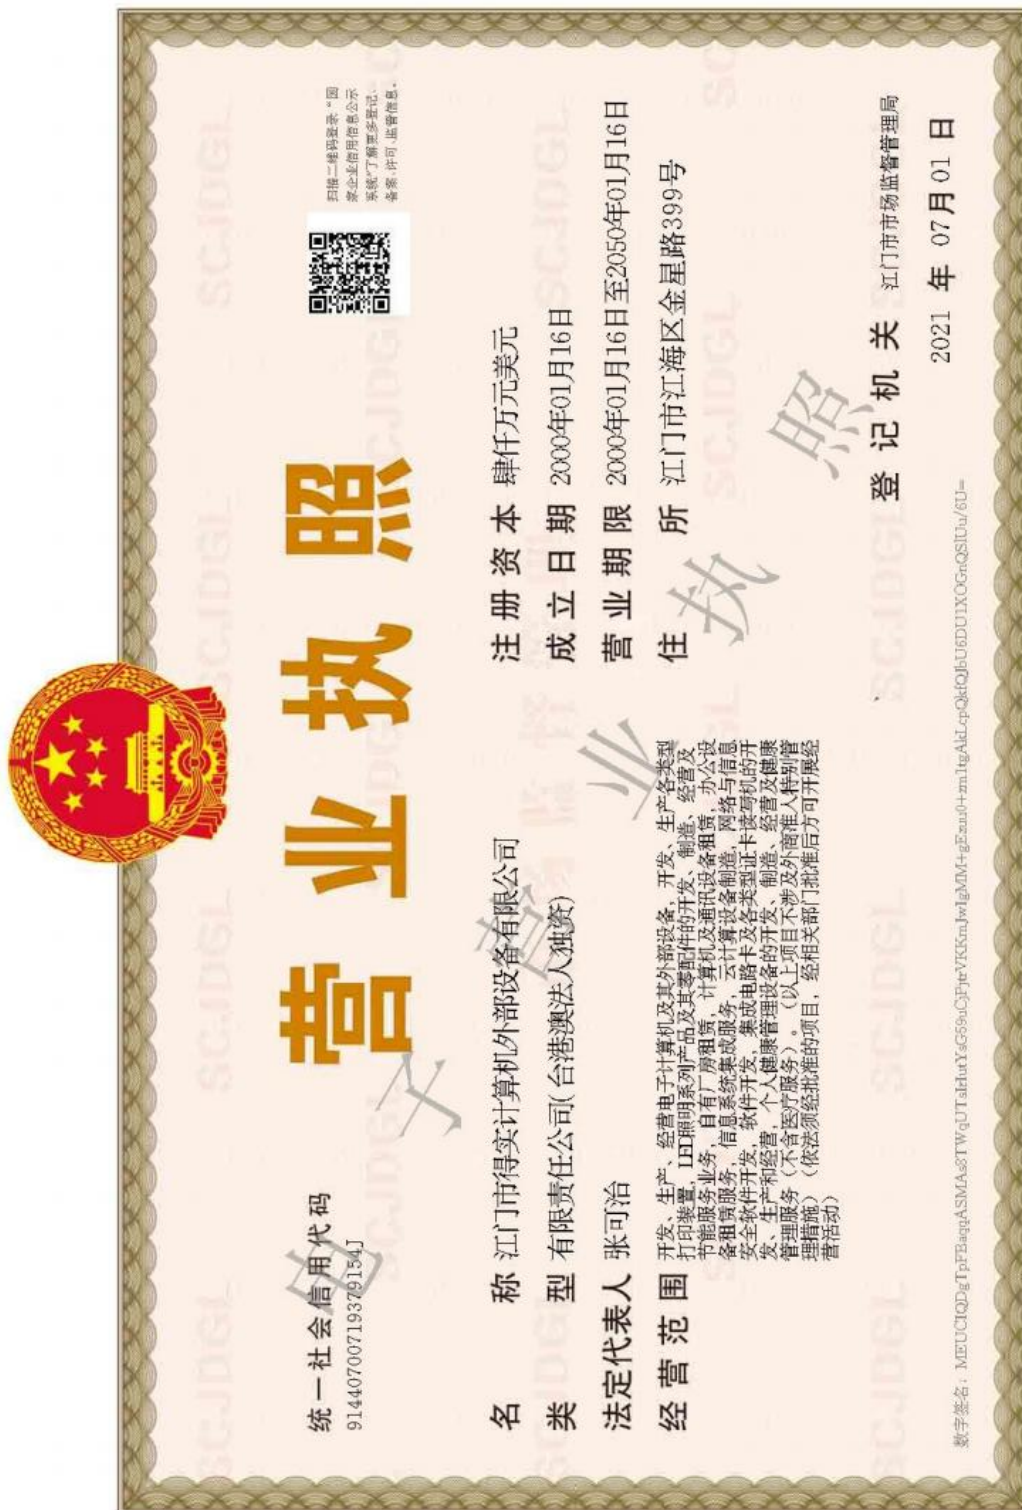 营业执照
统一社会信用代码
91440700719379154J
扫描二维码登录“国
家企业信用信息公示
系统”了解更多登记、
备案、许可、监管信息。
名称 江门市得实计算机外部设备有限公司
类型 有限责任公司(台港澳法人独资)
法定代表人 张可治
经营范围 开发、生产、经营电子计算机及其外部设备，开发、生产各类型
打印装置，LED照明系列产品及其零配件的开发、制造、经营及
节能服务业务，自有厂房租赁，计算机及通讯设备租赁，办公设
备租赁服务，信息系统集成服务，云计算设备制造，网络与信息
安全软件开发，软件开发，集成电路卡及各类型证卡读写机的开
发、生产和经营，个人健康管理设备的开发、制造、经营及健康
管理服务（不含医疗服务）。（以上项目不涉及外商准入特别管
理措施）（依法须经批准的项目，经相关部门批准后方可开展经
营活动）
注册资本 肆仟万元美元
成立日期 2000年01月16日
营业期限 2000年01月16日至2050年01月16日
住所 江门市江海区金星路399号
登记机关 江门市市场监督管理局
2021 年 07月 01 日
电子营业执照
SCJDGL